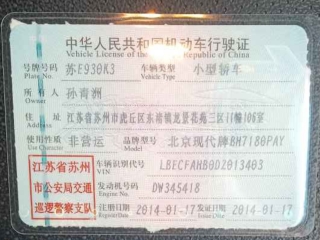 中华人民共和国机动车行驶证
Vehicle License of the People's Republic of China
号牌号码 苏E930K3 车辆类型 小型轿车
Plate No. Vehicle Type
所有人 孙青洲
Owner
住址 江苏省苏州市虎丘区东渚镇龙景花苑三区
Address
使用性质 非营运 品牌型号 北京现代牌BH7180PAY
Use Character Model
江苏省苏州
市公安局交通
巡逻警察支队
车辆识别代号 LBECFAHB0DZ013403
VIN
发动机号码 DW345418
Engine No.
注册日期 2014-01-17 发证日期 2014-01-17
Register Date Issue Date